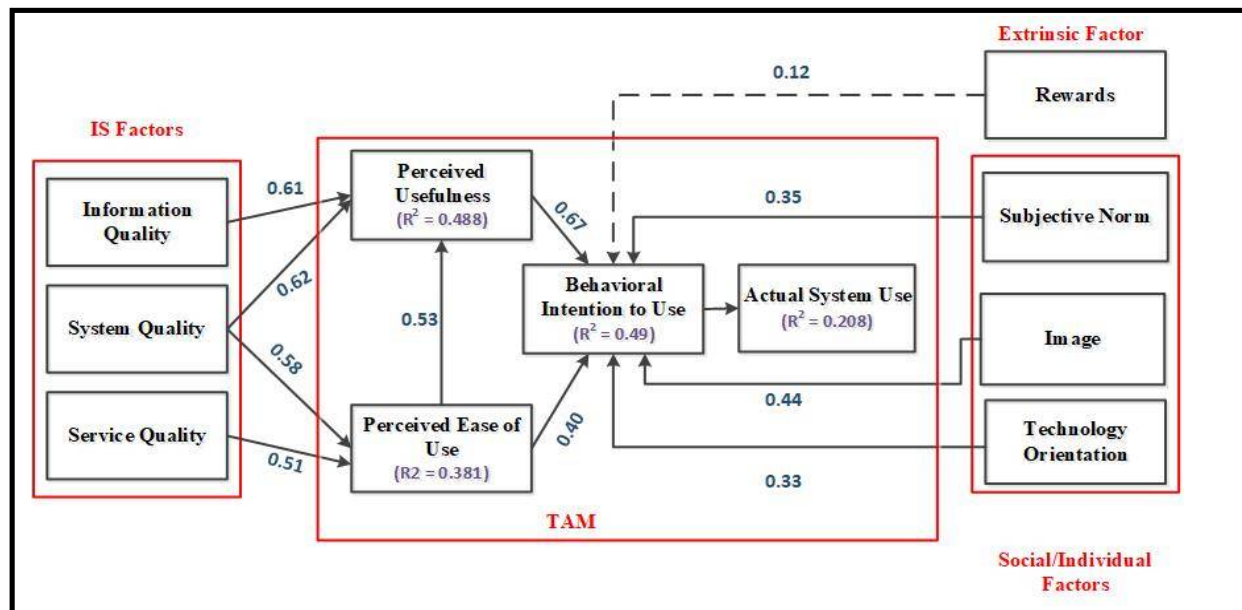 Extrinsic Factor
0.12
Rewards
IS Factors
Information
Quality
System Quality
Service Quality
0.61
0.62
0.58
0.51
Perceived
Usefulness
(R² = 0.488)
0.67
0.53
Perceived Ease of
Use
(R2 = 0.381)
0.40
Behavioral
Intention to Use
(R² = 0.49)
Actual System Use
(R² = 0.208)
0.35
0.44
0.33
TAM
Subjective Norm
Image
Technology
Orientation
Social/Individual
Factors